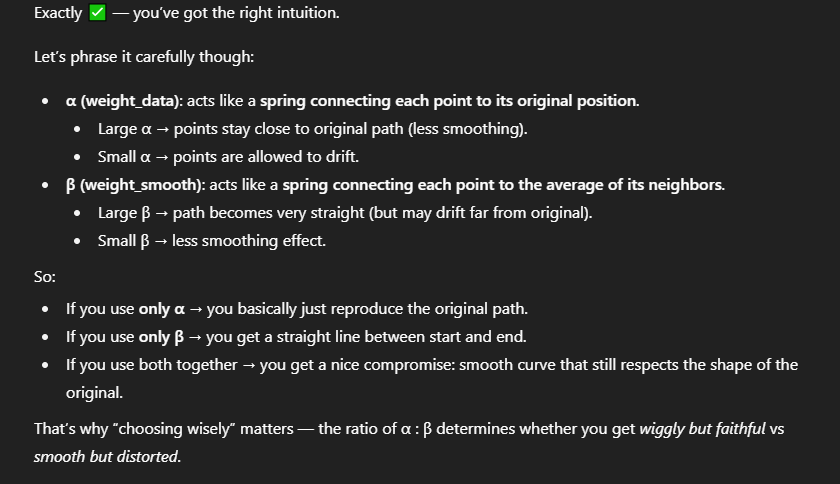 Exactly ✅ — you've got the right intuition.
Let's phrase it carefully though:
• α (weight_data): acts like a spring connecting each point to its original position.
• Large α → points stay close to original path (less smoothing).
• Small α → points are allowed to drift.
• β (weight_smooth): acts like a spring connecting each point to the average of its neighbors.
• Large β → path becomes very straight (but may drift far from original).
• Small β → less smoothing effect.
So:
• If you use only α → you basically just reproduce the original path.
• If you use only β → you get a straight line between start and end.
• If you use both together → you get a nice compromise: smooth curve that still respects the shape of the
original.
That's why "choosing wisely" matters — the ratio of α : β determines whether you get wiggly but faithful vs
smooth but distorted.